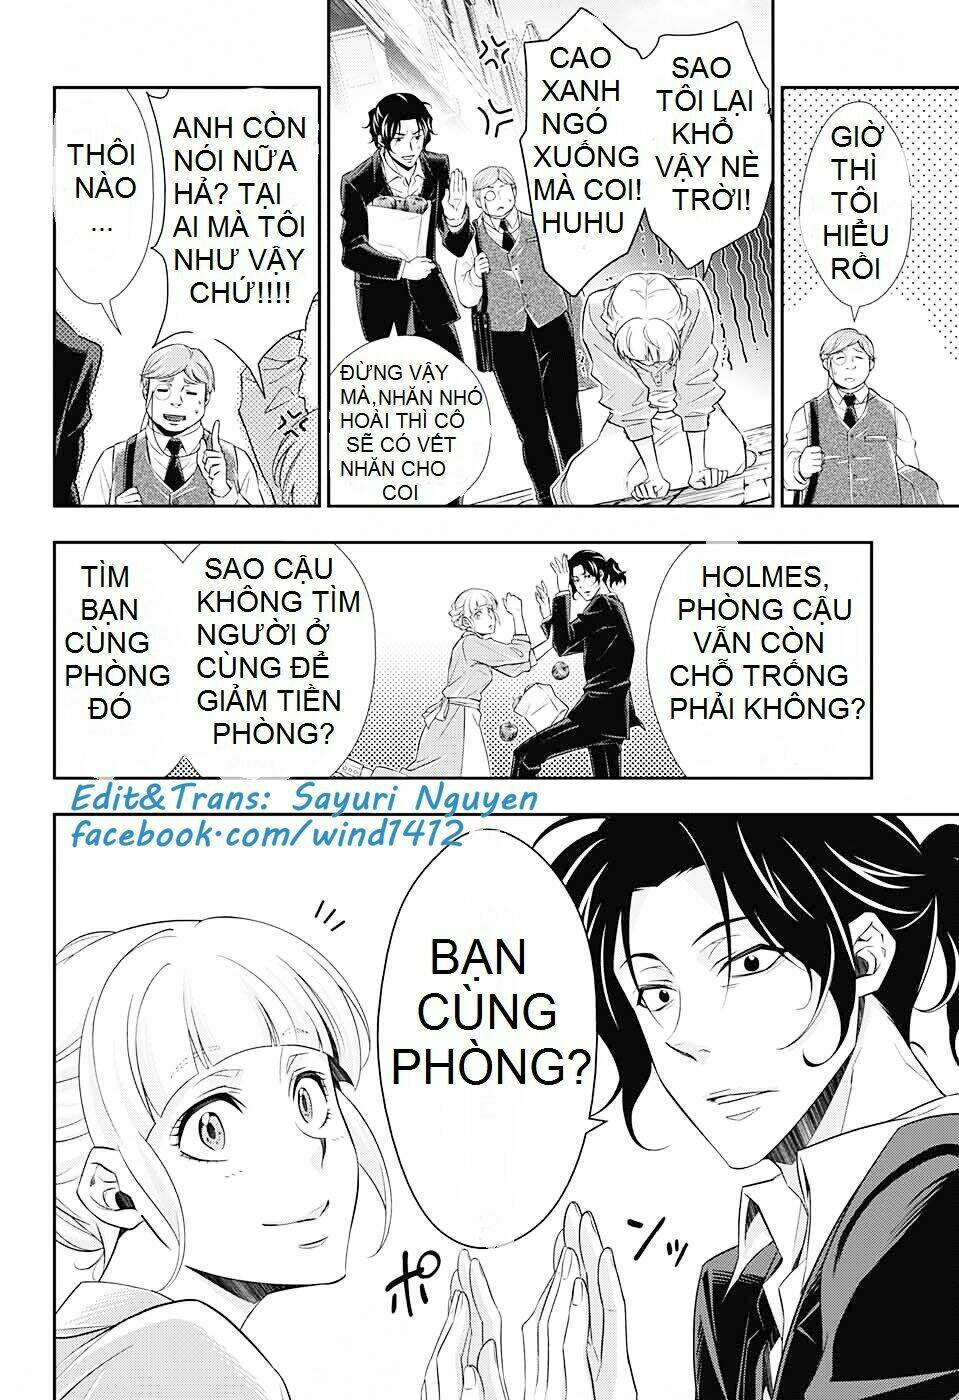 GIỜ
THÌ
TÔI
HIỂU
RỒI
SAO
TÔI LẠI
KHỔ
VẬY NÈ
TRỜI!
CAO
XANH
NGÓ
XUỐNG
MÀ COI!
HUHU
ĐỪNG VẬY
MÀ,NHĂN NHÓ
HOÀI THÌ CÔ
SẼ CÓ VẾT
NHĂN CHO
COI
ANH CÒN
NÓI NỮA
HẢ? TẠI
AI MÀ TÔI
NHƯ VẬY
CHỨ!!!!
THÔI
NÀO
...
HOLMES,
PHÒNG CẬU
VẪN CÒN
CHỖ TRỐNG
PHẢI KHÔNG?
SAO CẬU
KHÔNG TÌM
NGƯỜI Ở
CÙNG ĐỂ
GIẢM TIỀN
PHÒNG?
TÌM
BẠN
CÙNG
PHÒNG
ĐÓ
Edit&Trans: Sayuri Nguyen
facebook.com/wind1412
BẠN
CÙNG
PHÒNG?
ポン